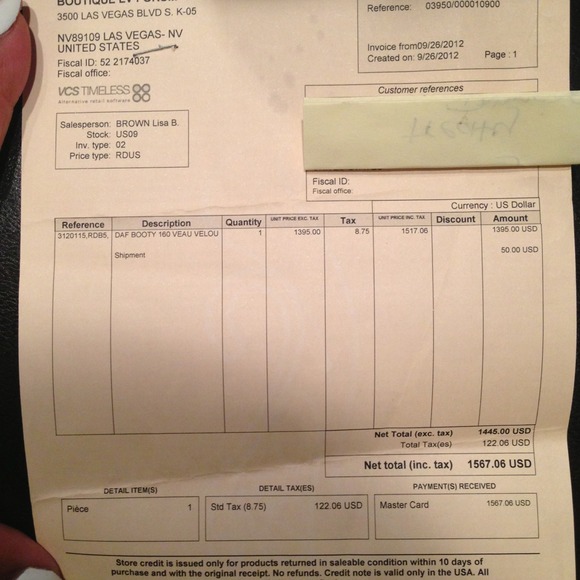 3500 LAS VEGAS BLVD S. K-05
NV89109 LAS VEGAS- NV
UNITED STATES
Fiscal ID: 52 2174037
Fiscal office:
VCS TIMELESS
alternative retail software
Salesperson: BROWN Lisa B.
Stock: US09
Inv. type: 02
Price type: RDUS
Reference: 03950/000010900
Invoice from09/26/2012
Created on: 9/26/2012 Page : 1
Customer references
Fiscal ID:
Fiscal office:
Currency : US Dollar
Reference Description Quantity UNIT PRICE EXC. TAX Tax UNIT PRICE INC. TAX Discount Amount
3120115,RDB5, DAF BOOTY 160 VEAU VELOU 1 1395.00 8.75 1517.06 1395.00 USD
Shipment 50.00 USD
Net Total (exc. tax) 1445.00 USD
Total Tax(es) 122.06 USD
Net total (inc. tax) 1567.06 USD
DETAIL ITEM(S) DETAIL TAX(ES) PAYMENT(S) RECEIVED
Pièce 1 Std Tax (8.75) 122.06 USD Master Card 1567.06 USD
Store credit is issued only for products returned in saleable condition within 10 days of
purchase and with the original receipt. No refunds. Credit note is valid only in the USA. All